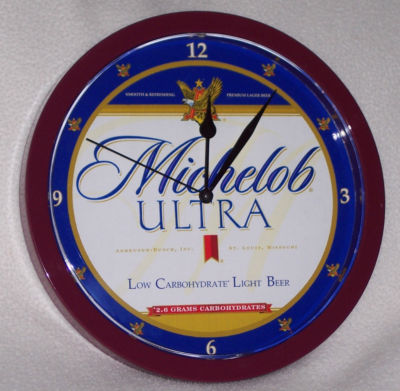 12
SMOOTH & REFRESHING PREMIUM LAGER BEER
Michelob
ULTRA
9 3
ANHEUSER-BUSCH, INC. ST. LOUIS, MISSOURI
LOW CARBOHYDRATE* LIGHT BEER
*2.6 GRAMS CARBOHYDRATES
6